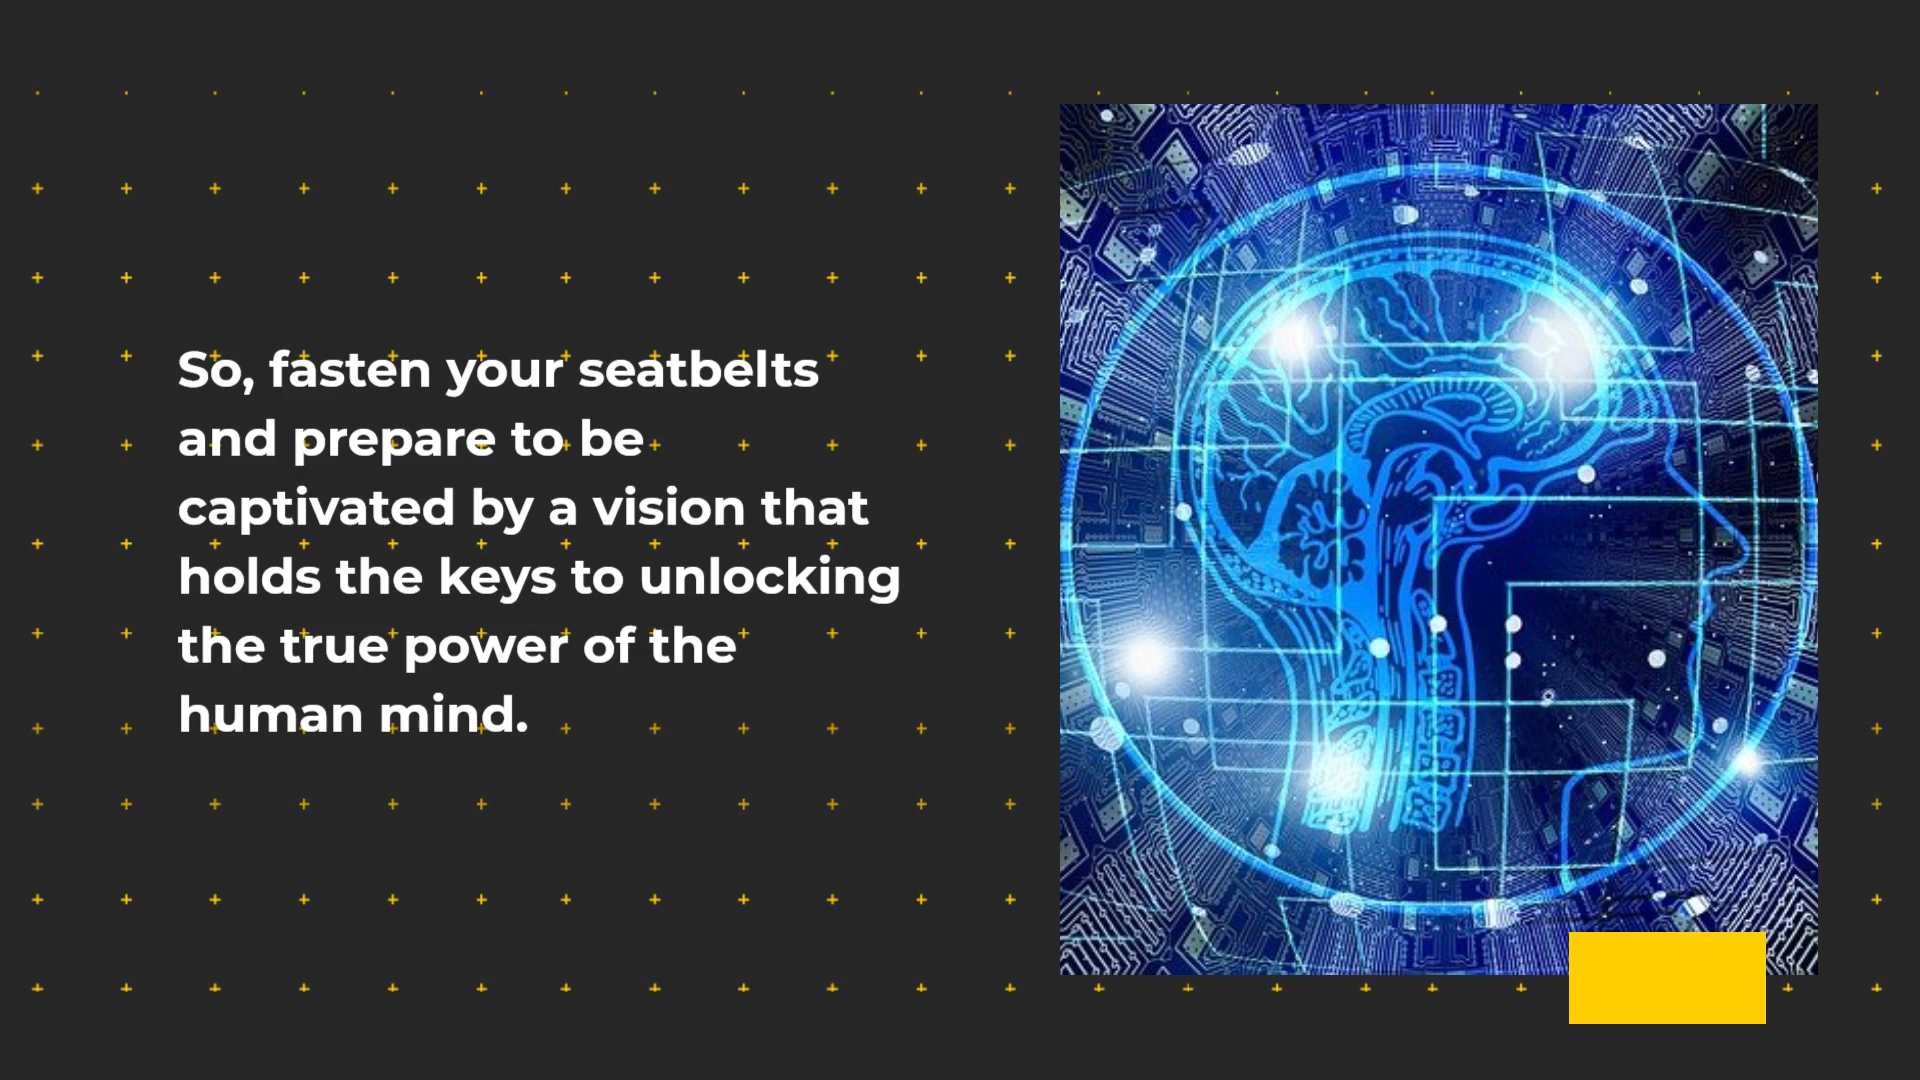 So, fasten your seatbelts
and prepare to be
captivated by a vision that
holds the keys to unlocking
the true power of the
human mind.